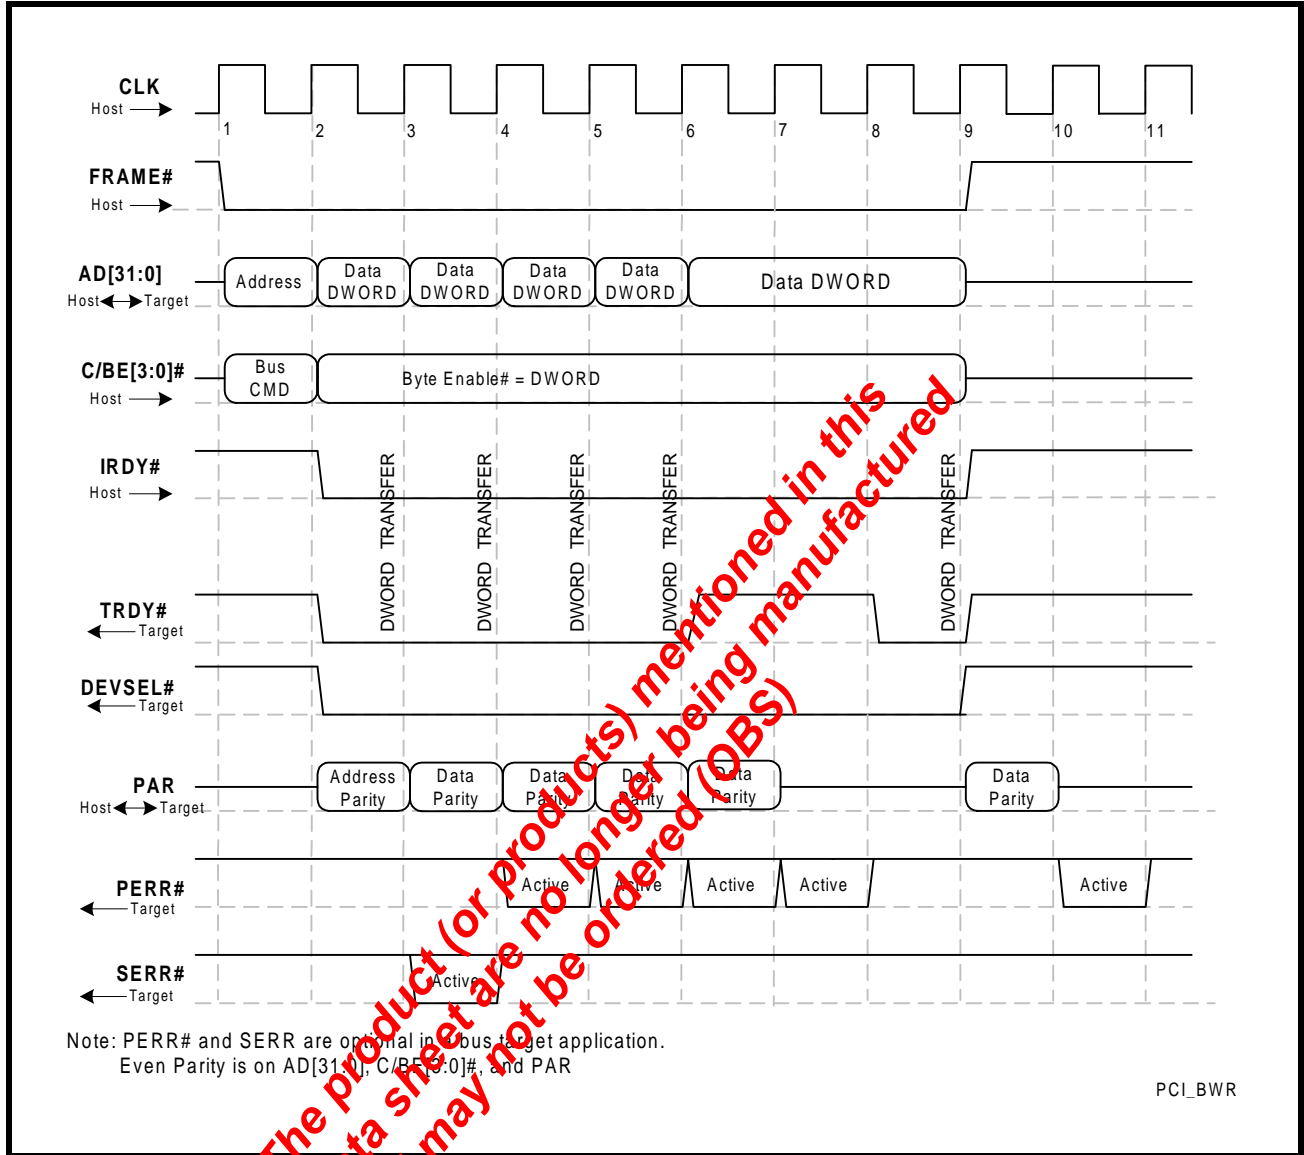 CLK
Host
1 2 3 4 5 6 7 8 9 10 11
FRAME#
Host
AD[31:0]
Host Target
Address
Data DWORD
Data DWORD
Data DWORD
Data DWORD
Data DWORD
C/BE[3:0]#
Host
Bus CMD
Byte Enable# = DWORD
IRDY#
Host
DWORD TRANSFER
DWORD TRANSFER
DWORD TRANSFER
DWORD TRANSFER
DWORD TRANSFER
TRDY#
Target
DEVSEL#
Target
PAR
Host Target
Address Parity
Data Parity
Data Parity
Data Parity
Data Parity
Data Parity
PERR#
Target
Active
Active
Active
Active
Active
SERR#
Target
Active
Note: PERR# and SERR are optional in a bus target application.
Even Parity is on AD[31:0], C/BE[3:0]#, and PAR
PCI_BWR
The product (or products) mentioned in this
sheet are no longer being manufactured
may not be ordered (OBS)